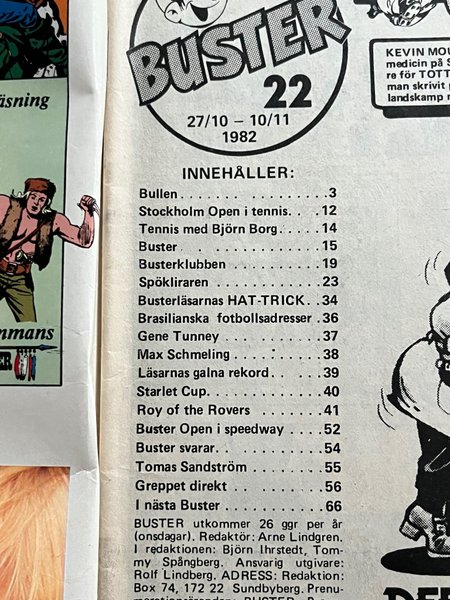 äsning
mmans
BUSTER
22
27/10 – 10/11
1982
KEVIN MOU
medicin på S
re för TOTT
man skrivit p
landskamp m
INNEHÅLLER:
Bullen . . . . . . . . . . . . . . . . . 3
Stockholm Open i tennis. . . 12
Tennis med Björn Borg. . . . . . 14
Buster . . . . . . . . . . . . . . . 15
Busterklubben . . . . . . . . . . 19
Spökliraren . . . . . . . . . . . . 23
Busterläsarnas HAT-TRICK. . 34
Brasilianska fotbollsadresser . 36
Gene Tunney . . . . . . . . . . . 37
Max Schmeling . . . . . . . . . . 38
Läsarnas galna rekord . . . . . 39
Starlet Cup. . . . . . . . . . . . . 40
Roy of the Rovers . . . . . . . . 41
Buster Open i speedway . . . . 52
Buster svarar. . . . . . . . . . . . 54
Tomas Sandström . . . . . . . . 55
Greppet direkt . . . . . . . . . . 56
I nästa Buster . . . . . . . . . . . 66
BUSTER utkommer 26 ggr per år
(onsdagar). Redaktör: Arne Lindgren.
I redaktionen: Björn Ihrstedt, Tom-
my Spångberg. Ansvarig utgivare:
Rolf Lindberg. ADRESS: Redaktion:
Box 74, 172 22 Sundbyberg. Prenu-